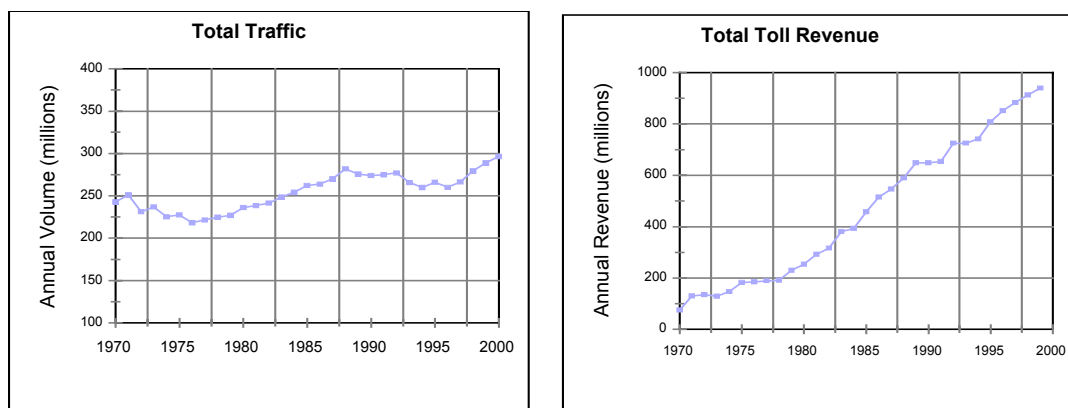 Total Traffic
Annual Volume (millions)
400
350
300
250
200
150
100
1970 1975 1980 1985 1990 1995 2000
Total Toll Revenue
Annual Revenue (millions)
1000
800
600
400
200
0
1970 1975 1980 1985 1990 1995 2000